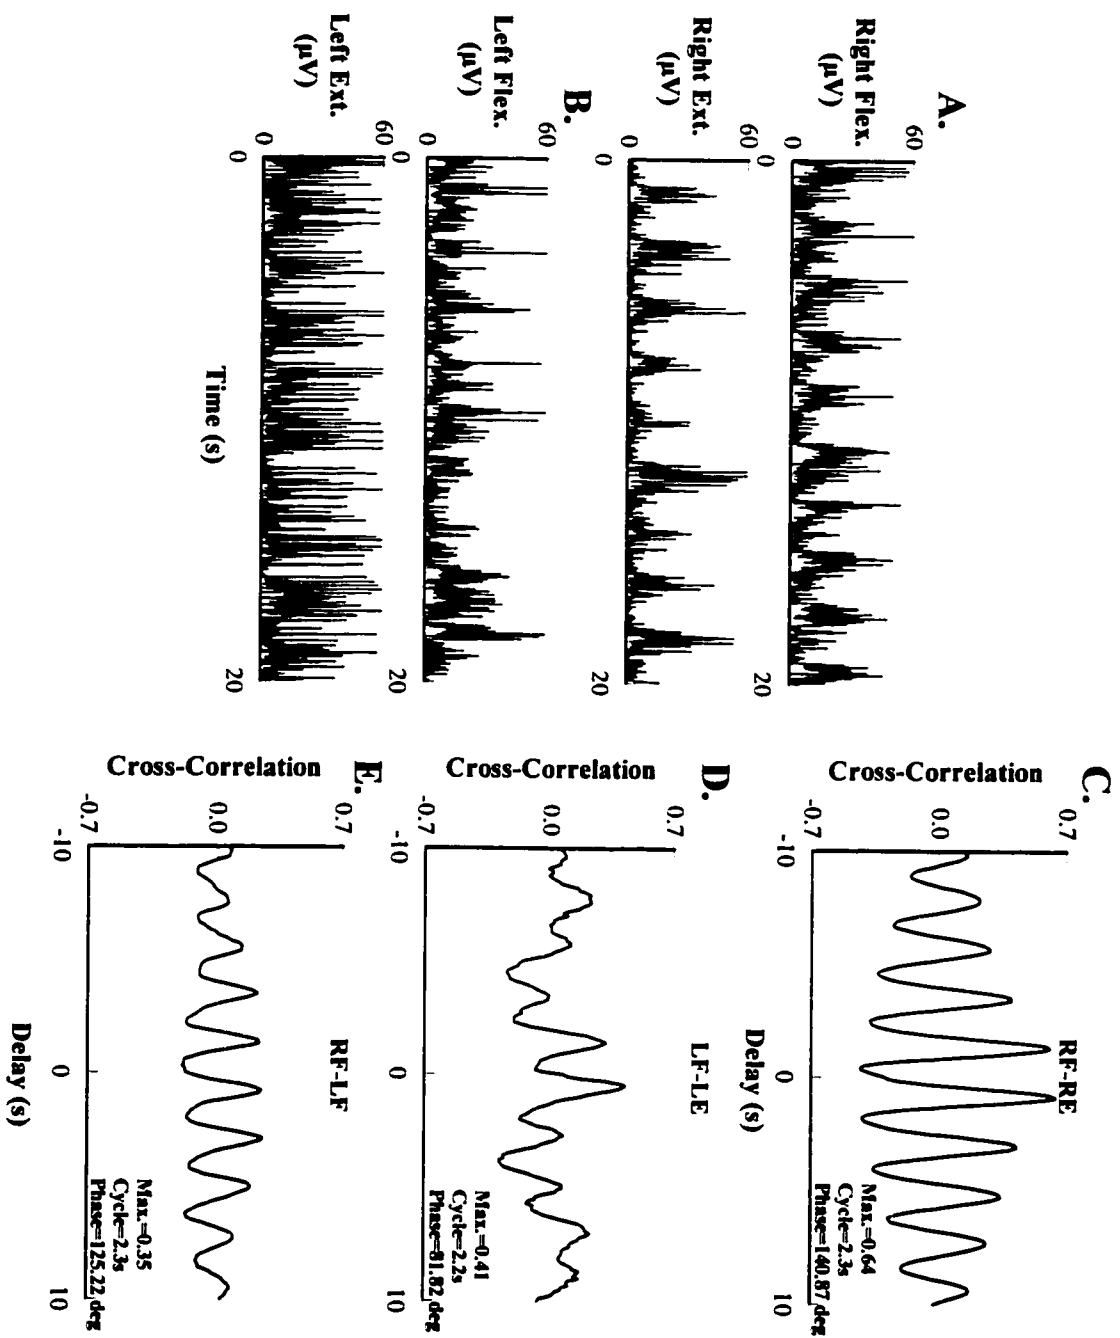 A.
Right Flex.
(µV)
60
0
0
20
Right Ext.
(µV)
60
0
0
20
B.
Left Flex.
(µV)
60
0
0
20
Left Ext.
(µV)
60
0
0
20
Time (s)
C.
RF-RE
Cross-Correlation
0.7
0.0
-0.7
-10
0
10
Delay (s)
Max.=0.64
Cycle=2.3s
Phase=140.87 deg
D.
LF-LE
Cross-Correlation
0.7
0.0
-0.7
-10
0
10
Max.=0.41
Cycle=2.2s
Phase=81.82 deg
E.
RF-LF
Cross-Correlation
0.7
0.0
-0.7
-10
0
10
Delay (s)
Max.=0.35
Cycle=2.3s
Phase=125.22 deg